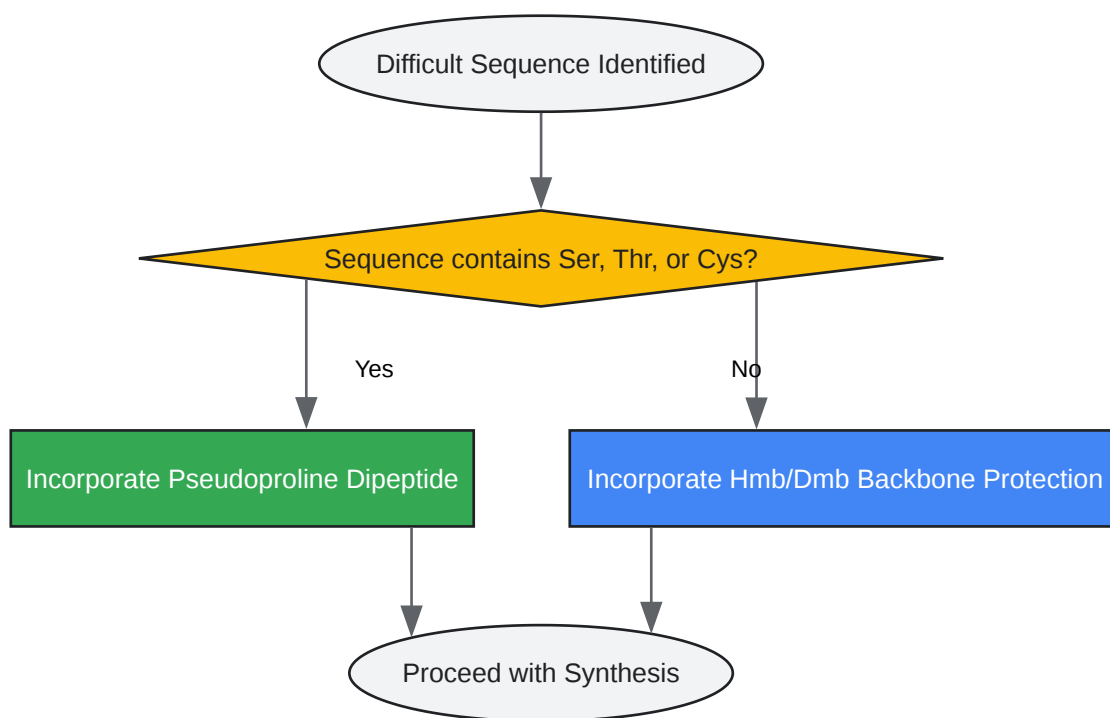 Difficult Sequence Identified
Sequence contains Ser, Thr, or Cys?
Yes
No
Incorporate Pseudoproline Dipeptide
Incorporate Hmb/Dmb Backbone Protection
Proceed with Synthesis